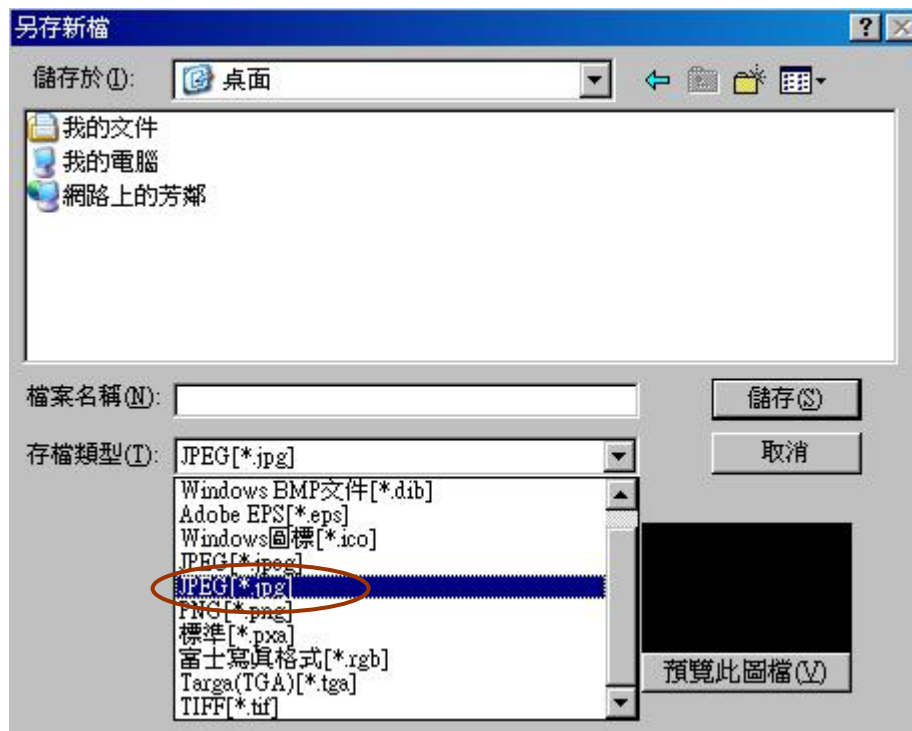 另存新檔
儲存於(I): 桌面
我的文件
我的電腦
網路上的芳鄰
檔案名稱(N): 儲存(S)
存檔類型(T): JPEG[*.jpg] 取消
Windows BMP文件[*.dib]
Adobe EPS[*.eps]
Windows圖標[*.ico]
JPEG[*.jpeg]
JPEG[*.jpg]
PNG[*.png]
標準[*.pxa]
富士寫真格式[*.rgb]
Targa(TGA)[*.tga]
TIFF[*.tif]
預覽此圖檔(V)